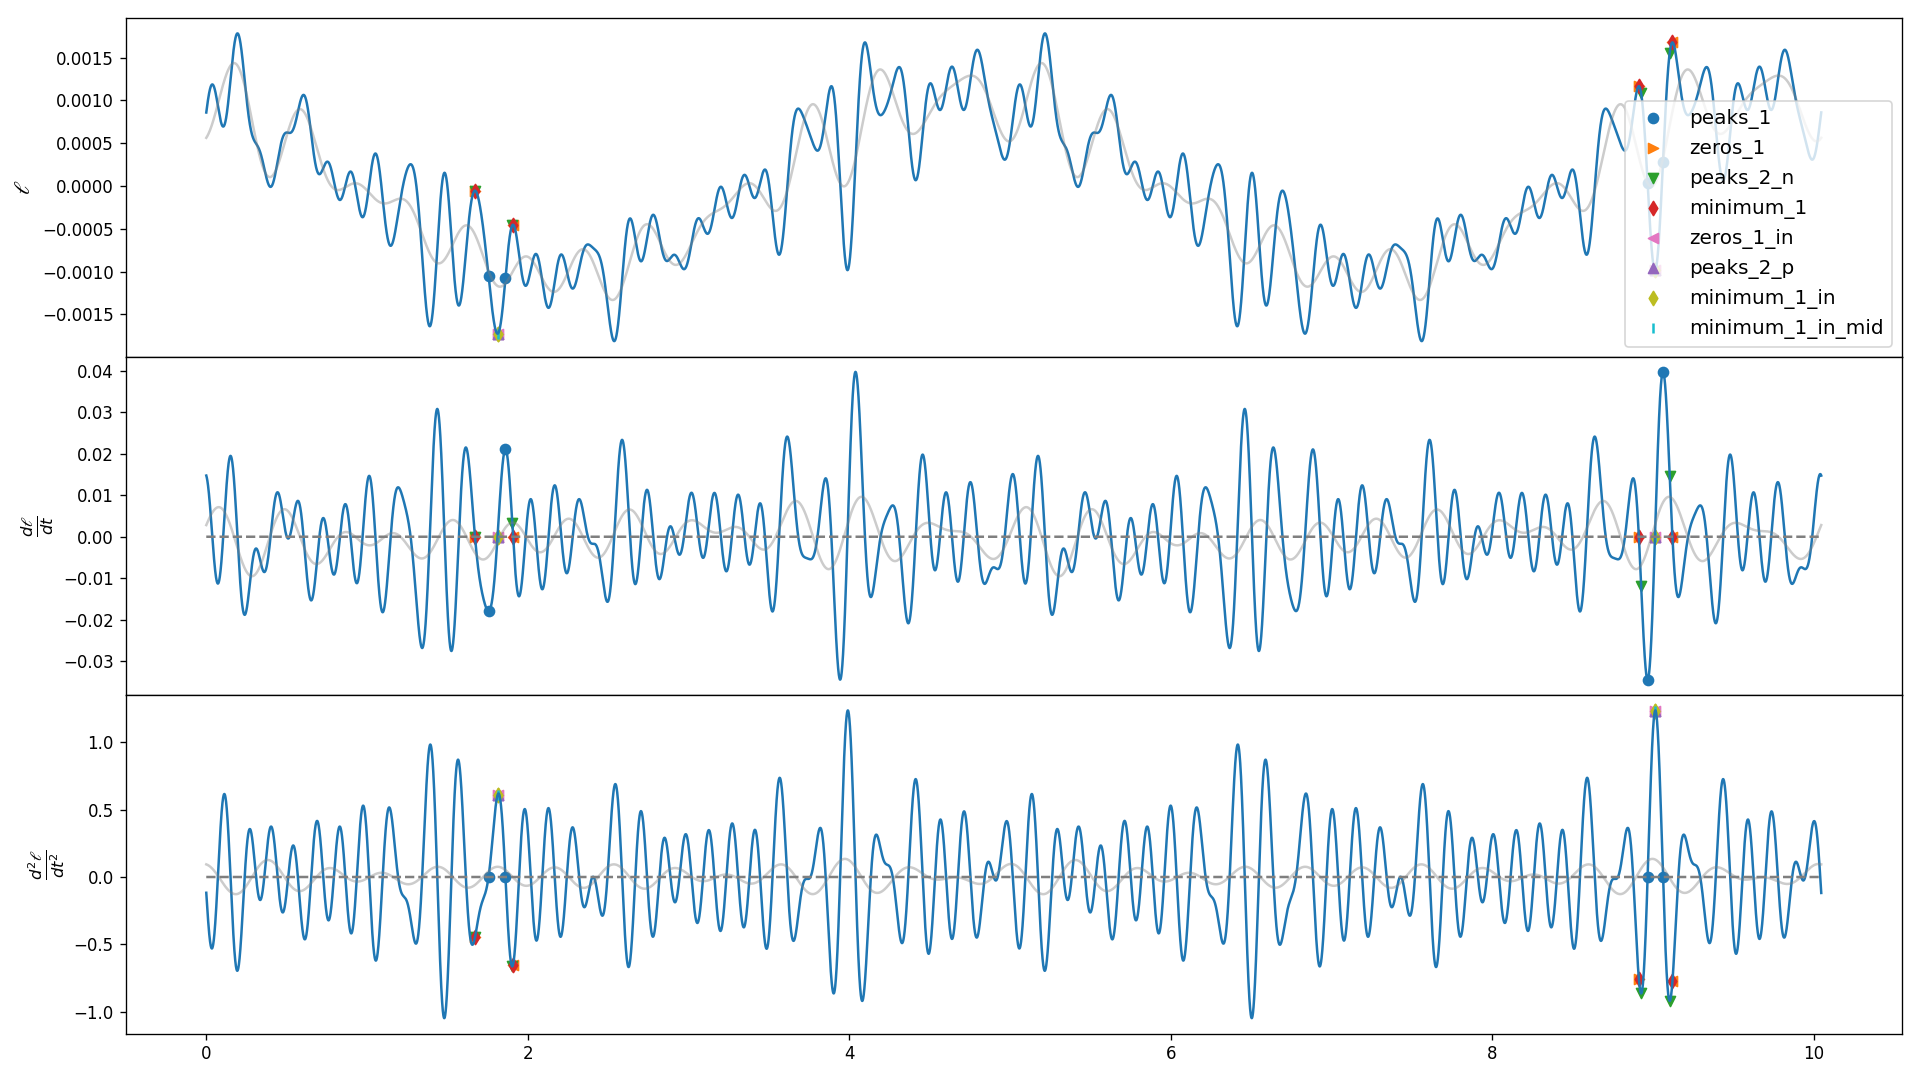 0.0015
0.0010
0.0005
0.0000
−0.0005
−0.0010
−0.0015
ℓ
peaks_1
zeros_1
peaks_2_n
minimum_1
zeros_1_in
peaks_2_p
minimum_1_in
minimum_1_in_mid
0.04
0.03
0.02
0.01
0.00
−0.01
−0.02
−0.03
dℓ
dt
1.0
0.5
0.0
−0.5
−1.0
d²ℓ
dt²
0 2 4 6 8 10